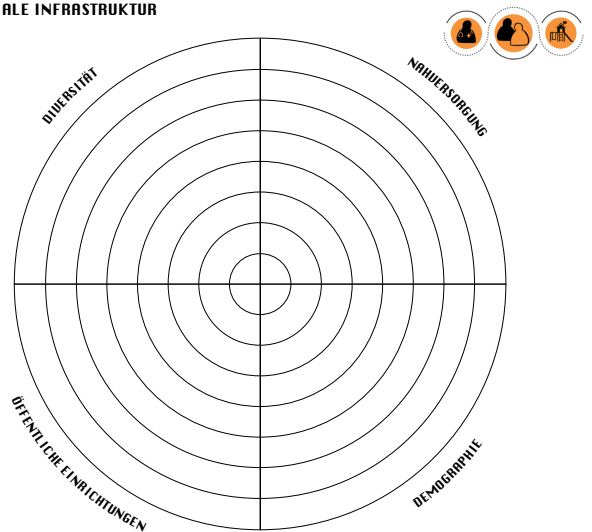 ALE INFRASTRUKTUR
DIVERSITÄT
NAHVERSORGUNG
ÖFFENTLICHE EINRICHTUNGEN
DEMOGRAPHIE